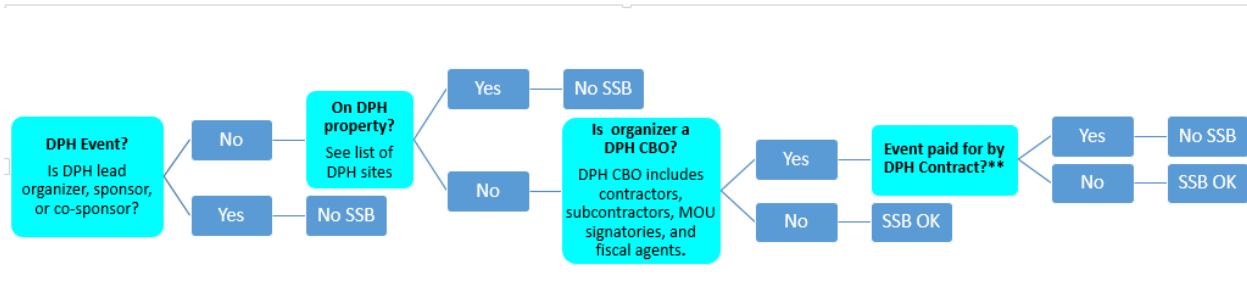 DPH Event?
Is DPH lead
organizer, sponsor,
or co-sponsor?
No
Yes
No SSB
On DPH
property?
See list of
DPH sites
Yes
No SSB
No
Is organizer a
DPH CBO?
DPH CBO includes
contractors,
subcontractors, MOU
signatories, and
fiscal agents.
Yes
No
SSB OK
Event paid for by
DPH Contract?**
Yes
No SSB
No
SSB OK